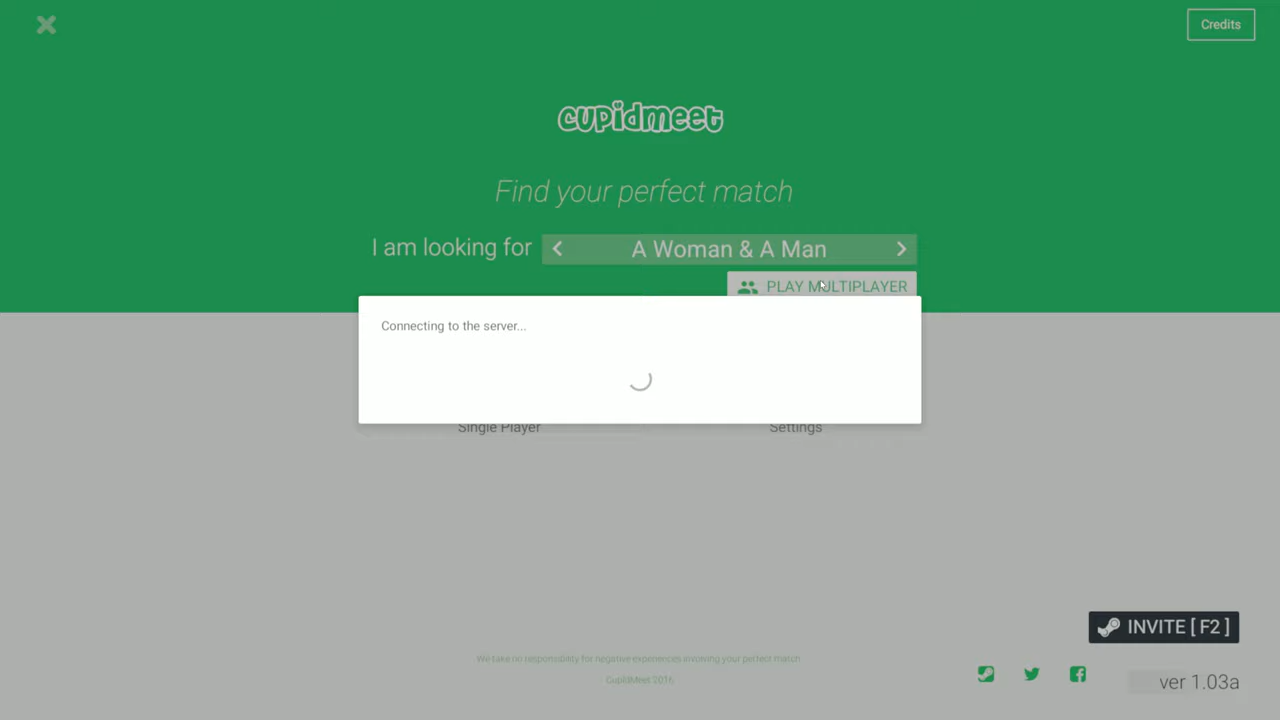 Credits
cupidmeet
Find your perfect match
I am looking for
A Woman & A Man
PLAY MULTIPLAYER
Connecting to the server...
Single Player
Settings
INVITE [ F2 ]
We take no responsibility for negative experiences involving your perfect match
CupidMeet 2016
ver 1.03a